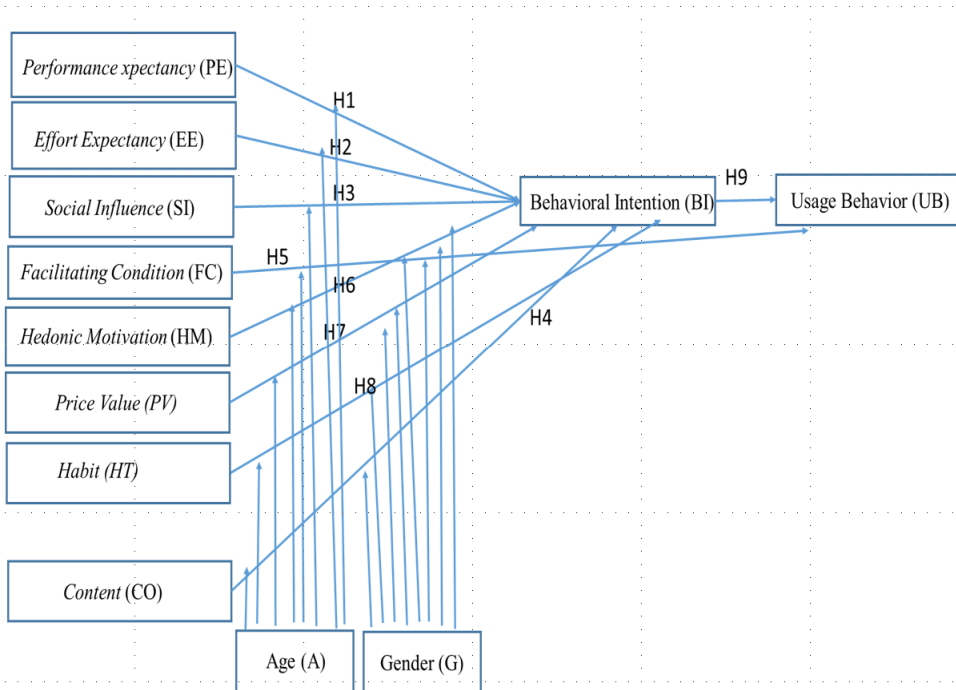 Performance xpectancy (PE)
H1
Effort Expectancy (EE)
H2
Social Influence (SI)
H3
Behavioral Intention (BI)
H9
Usage Behavior (UB)
Facilitating Condition (FC)
H5
H6
Hedonic Motivation (HM)
H7
H4
Price Value (PV)
H8
Habit (HT)
Content (CO)
Age (A)
Gender (G)